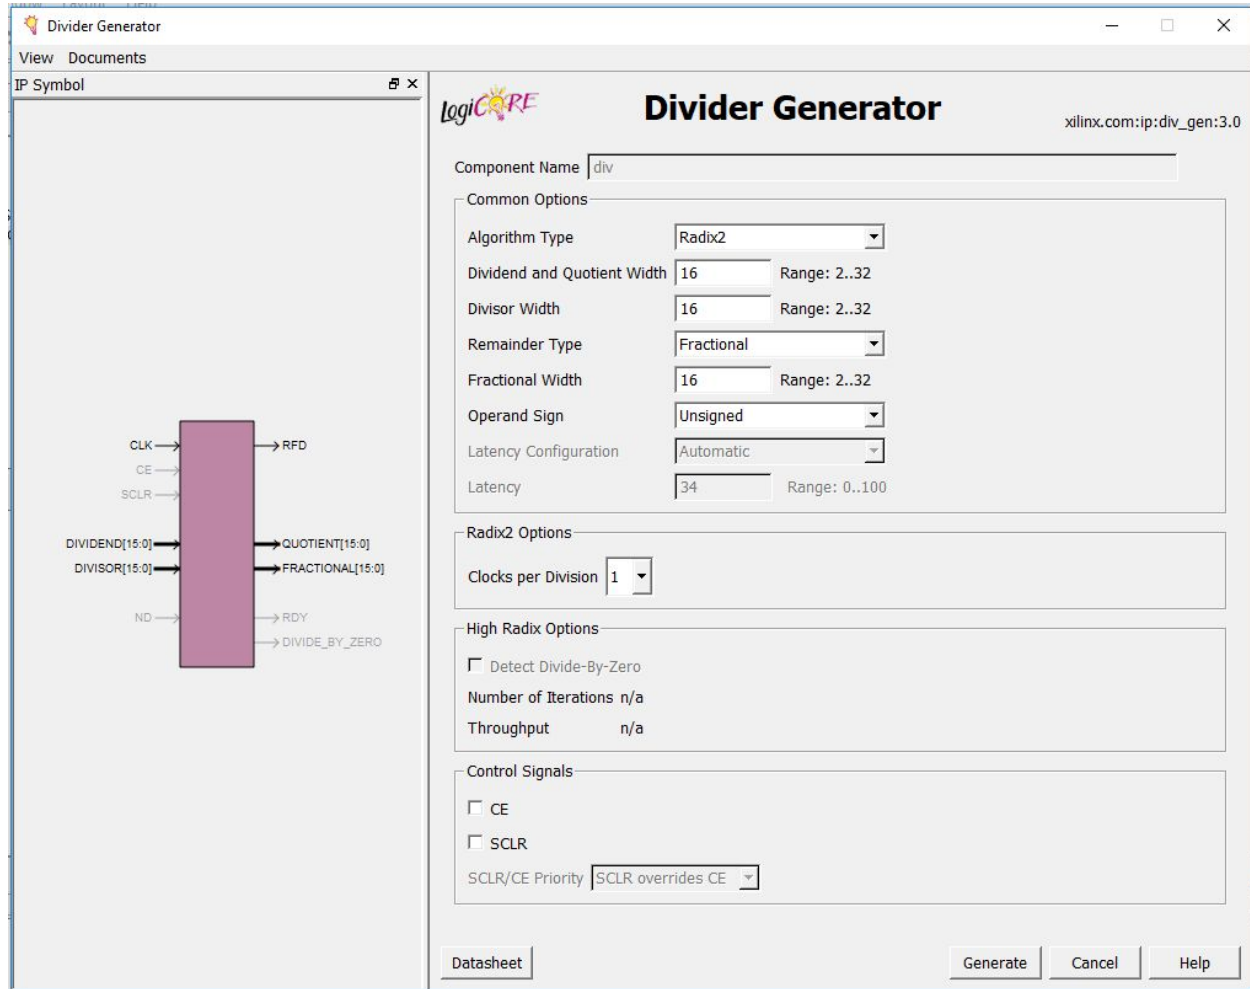 Divider Generator
View Documents
IP Symbol
CLK
CE
SCLR
DIVIDEND[15:0]
DIVISOR[15:0]
ND
RFD
QUOTIENT[15:0]
FRACTIONAL[15:0]
RDY
DIVIDE_BY_ZERO
LogiCORE
Divider Generator
xilinx.com:ip:div_gen:3.0
Component Name div
Common Options
Algorithm Type Radix2
Dividend and Quotient Width 16 Range: 2..32
Divisor Width 16 Range: 2..32
Remainder Type Fractional
Fractional Width 16 Range: 2..32
Operand Sign Unsigned
Latency Configuration Automatic
Latency 34 Range: 0..100
Radix2 Options
Clocks per Division 1
High Radix Options
Detect Divide-By-Zero
Number of Iterations n/a
Throughput n/a
Control Signals
CE
SCLR
SCLR/CE Priority SCLR overrides CE
Datasheet Generate Cancel Help